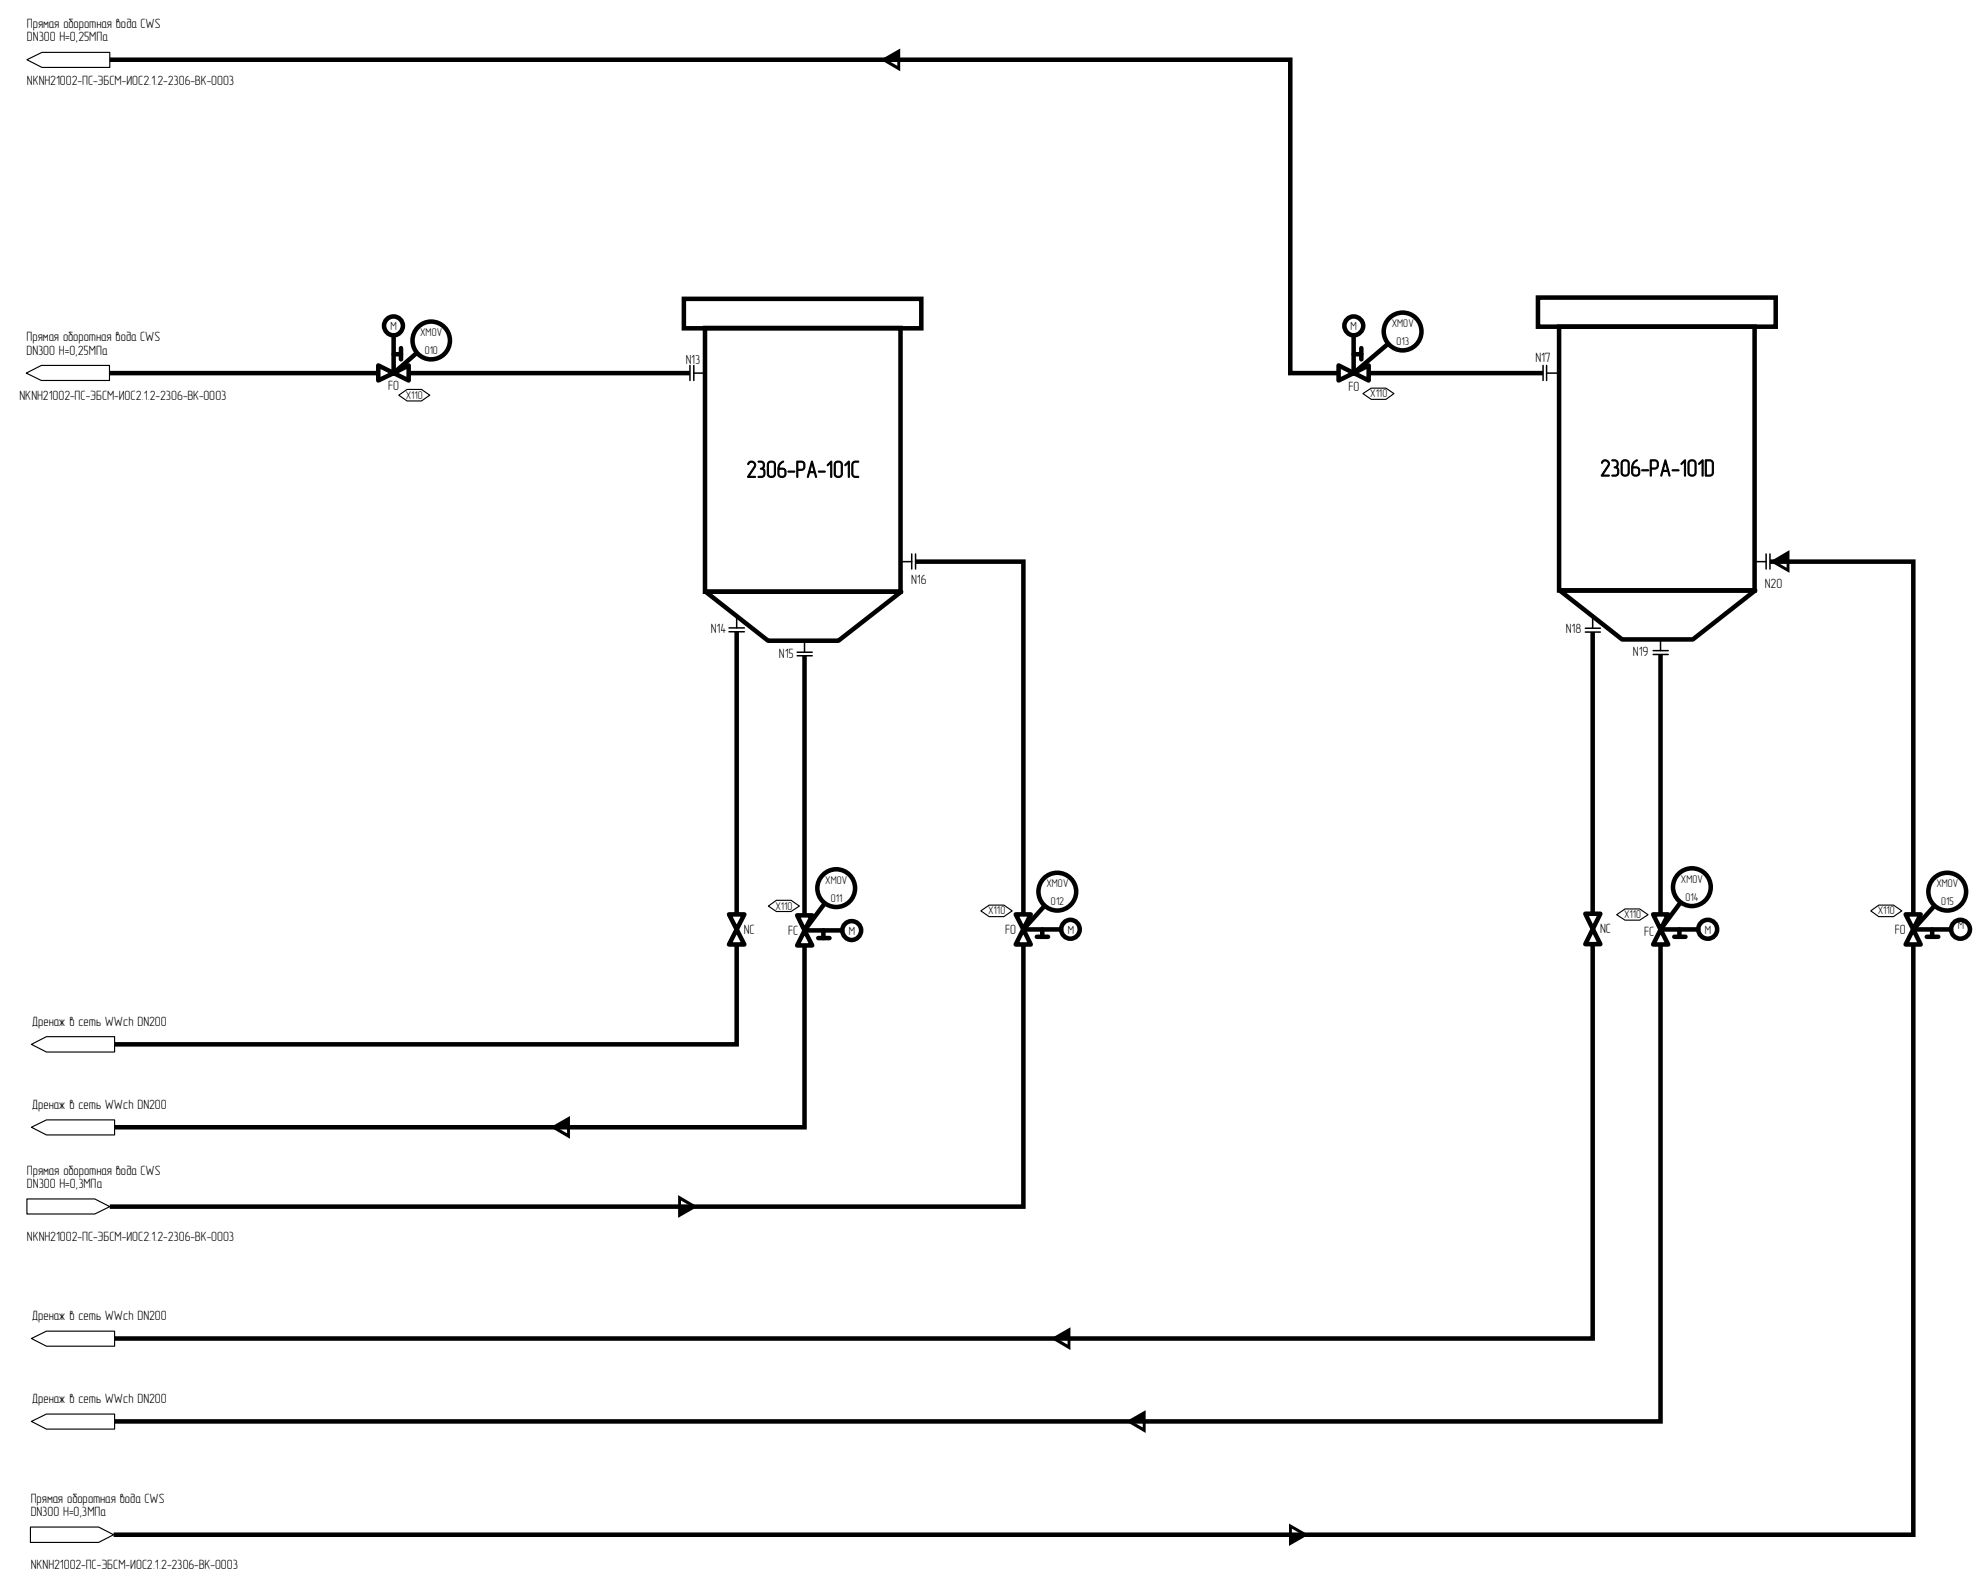 Прямая оборотная вода CWS
DN300 H=0,25МПа
NKNH21002-ПС-ЭБСМ-ИОС2.1.2-2306-ВК-0003
Прямая оборотная вода CWS
DN300 H=0,25МПа
NKNH21002-ПС-ЭБСМ-ИОС2.1.2-2306-ВК-0003
M
XMOV
010
FO
X110
N13
2306-PA-101C
N16
N14
N15
M
XMOV
013
FO
X110
N17
2306-PA-101D
N20
N18
N19
NC
X110
XMOV
011
FC
M
X110
XMOV
012
FO
M
NC
X110
XMOV
014
FC
M
X110
XMOV
015
FO
M
Дренаж в сеть WWch DN200
Дренаж в сеть WWch DN200
Прямая оборотная вода CWS
DN300 H=0,3МПа
NKNH21002-ПС-ЭБСМ-ИОС2.1.2-2306-ВК-0003
Дренаж в сеть WWch DN200
Дренаж в сеть WWch DN200
Прямая оборотная вода CWS
DN300 H=0,3МПа
NKNH21002-ПС-ЭБСМ-ИОС2.1.2-2306-ВК-0003